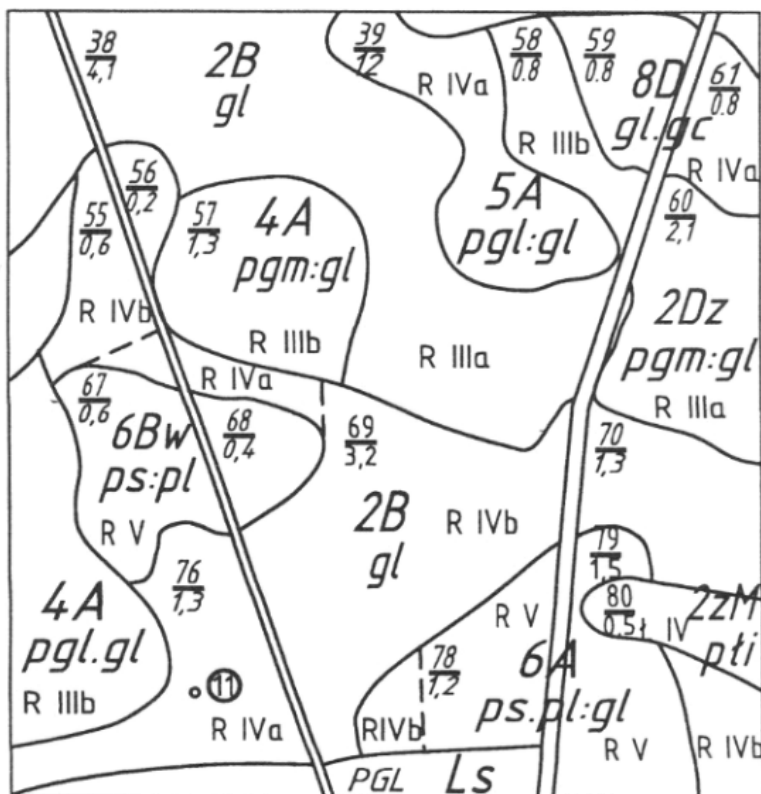 38
4,1
2B
gl
39
12
R IVa
58
0.8
R IIIb
59
0.8
8D
gl.gc
61
0.8
R IVa
56
0,2
55
0,6
R IVb
57
1,3
4A
pgm:gl
R IIIb
5A
pgl:gl
60
2,1
2Dz
pgm:gl
R IIIa
R IIIa
R IVa
67
0,6
6Bw
ps:pl
68
0,4
R V
69
3,2
2B
gl
R IVb
70
1,3
79
1,5
80
0.5
ł IV
2zM
płi
R V
76
1,3
4A
pgl.gl
R IIIb
11
R IVa
78
1,2
6A
ps.pl:gl
RIVb
R V
R IVb
PGL Ls